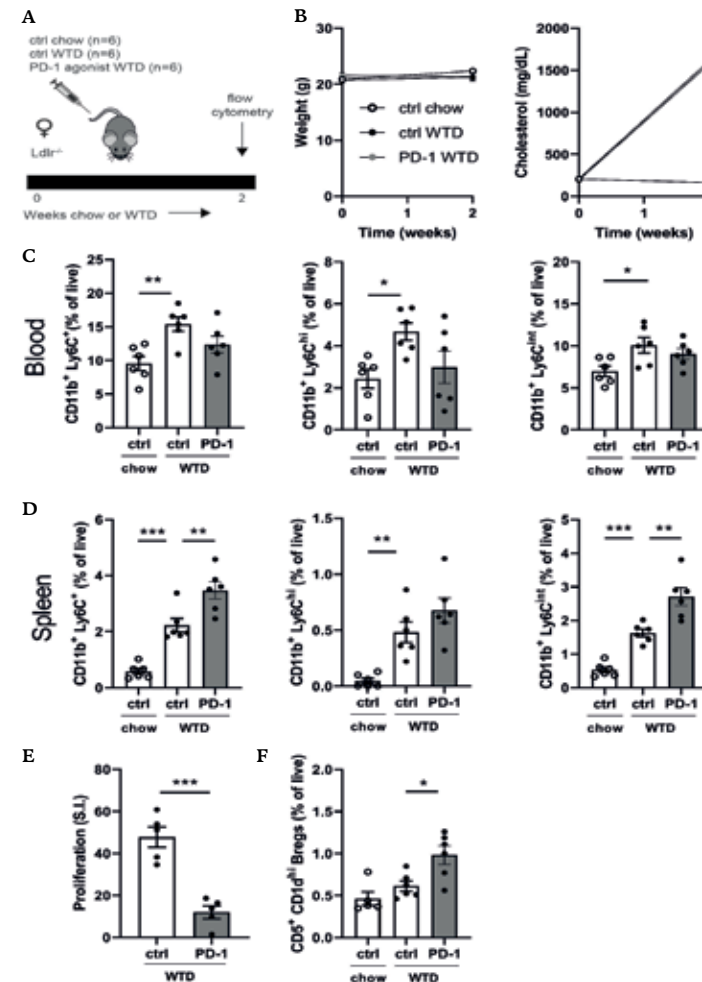 A
ctrl chow (n=6)
ctrl WTD (n=6)
PD-1 agonist WTD (n=6)
flow
cytometry
♀
Ldlr-/-
0
2
Weeks chow or WTD
B
Weight (g)
30
20
10
0
ctrl chow
ctrl WTD
PD-1 WTD
0 1 2
Time (weeks)
Cholesterol (mg/dL)
2000
1500
1000
500
0
0 1
Time (weeks)
C
Blood
CD11b+ Ly6C+(% of live)
25
20
15
10
5
0
**
ctrl ctrl PD-1
chow WTD
CD11b+ Ly6Chi (% of live)
8
6
4
2
0
*
ctrl ctrl PD-1
chow WTD
CD11b+ Ly6Cint (% of live)
20
15
10
5
0
*
ctrl ctrl PD-1
chow WTD
D
Spleen
CD11b+ Ly6C+ (% of live)
6
4
2
0
*** **
ctrl ctrl PD-1
chow WTD
CD11b+ Ly6Chi (% of live)
1.5
1.0
0.5
0.0
**
ctrl ctrl PD-1
chow WTD
CD11b+ Ly6Cint (% of live)
5
4
3
2
1
0
*** **
ctrl ctrl PD-1
chow WTD
E
Proliferation (S.I.)
80
60
40
20
0
***
ctrl PD-1
WTD
F
CD5+ CD1dhi Bregs (% of live)
2.0
1.5
1.0
0.5
0.0
*
ctrl ctrl PD-1
chow WTD